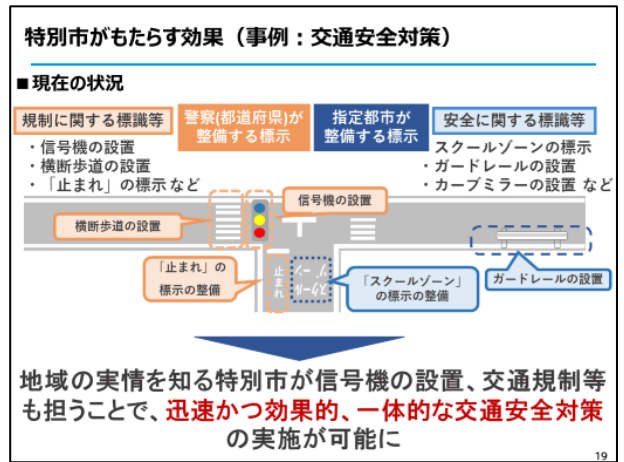 特別市がもたらす効果（事例：交通安全対策）
■現在の状況
規制に関する標識等
警察(都道府県)が
整備する標示
指定都市が
整備する標示
安全に関する標識等
・信号機の設置
・横断歩道の設置
・「止まれ」の標示 など
スクールゾーンの標示
・ガードレールの設置
・カーブミラーの設置 など
信号機の設置
横断歩道の設置
「止まれ」の
標示の整備
止まれ
スクール
ゾーン
「スクールゾーン」
の標示の整備
ガードレールの設置
地域の実情を知る特別市が信号機の設置、交通規制等
も担うことで、迅速かつ効果的、一体的な交通安全対策
の実施が可能に
19